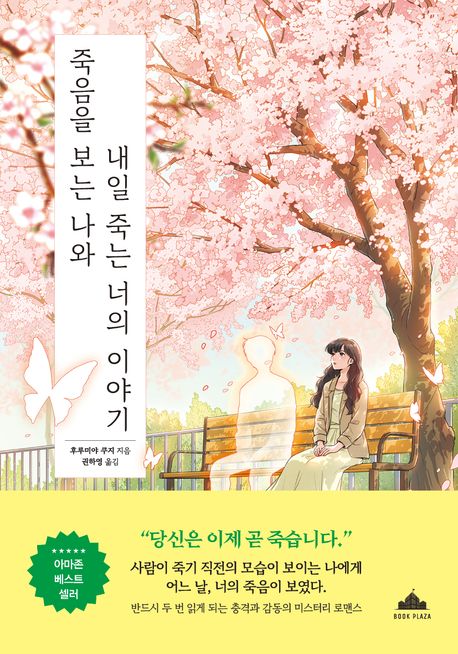 죽음을 보는 나와
내일 죽는 너의 이야기
후루미야 쿠지 지음
권하영 옮김
“당신은 이제 곧 죽습니다.”
사람이 죽기 직전의 모습이 보이는 나에게
어느 날, 너의 죽음이 보였다.
반드시 두 번 읽게 되는 충격과 감동의 미스터리 로맨스
★★★★★
아마존
베스트
셀러
BOOK PLAZA